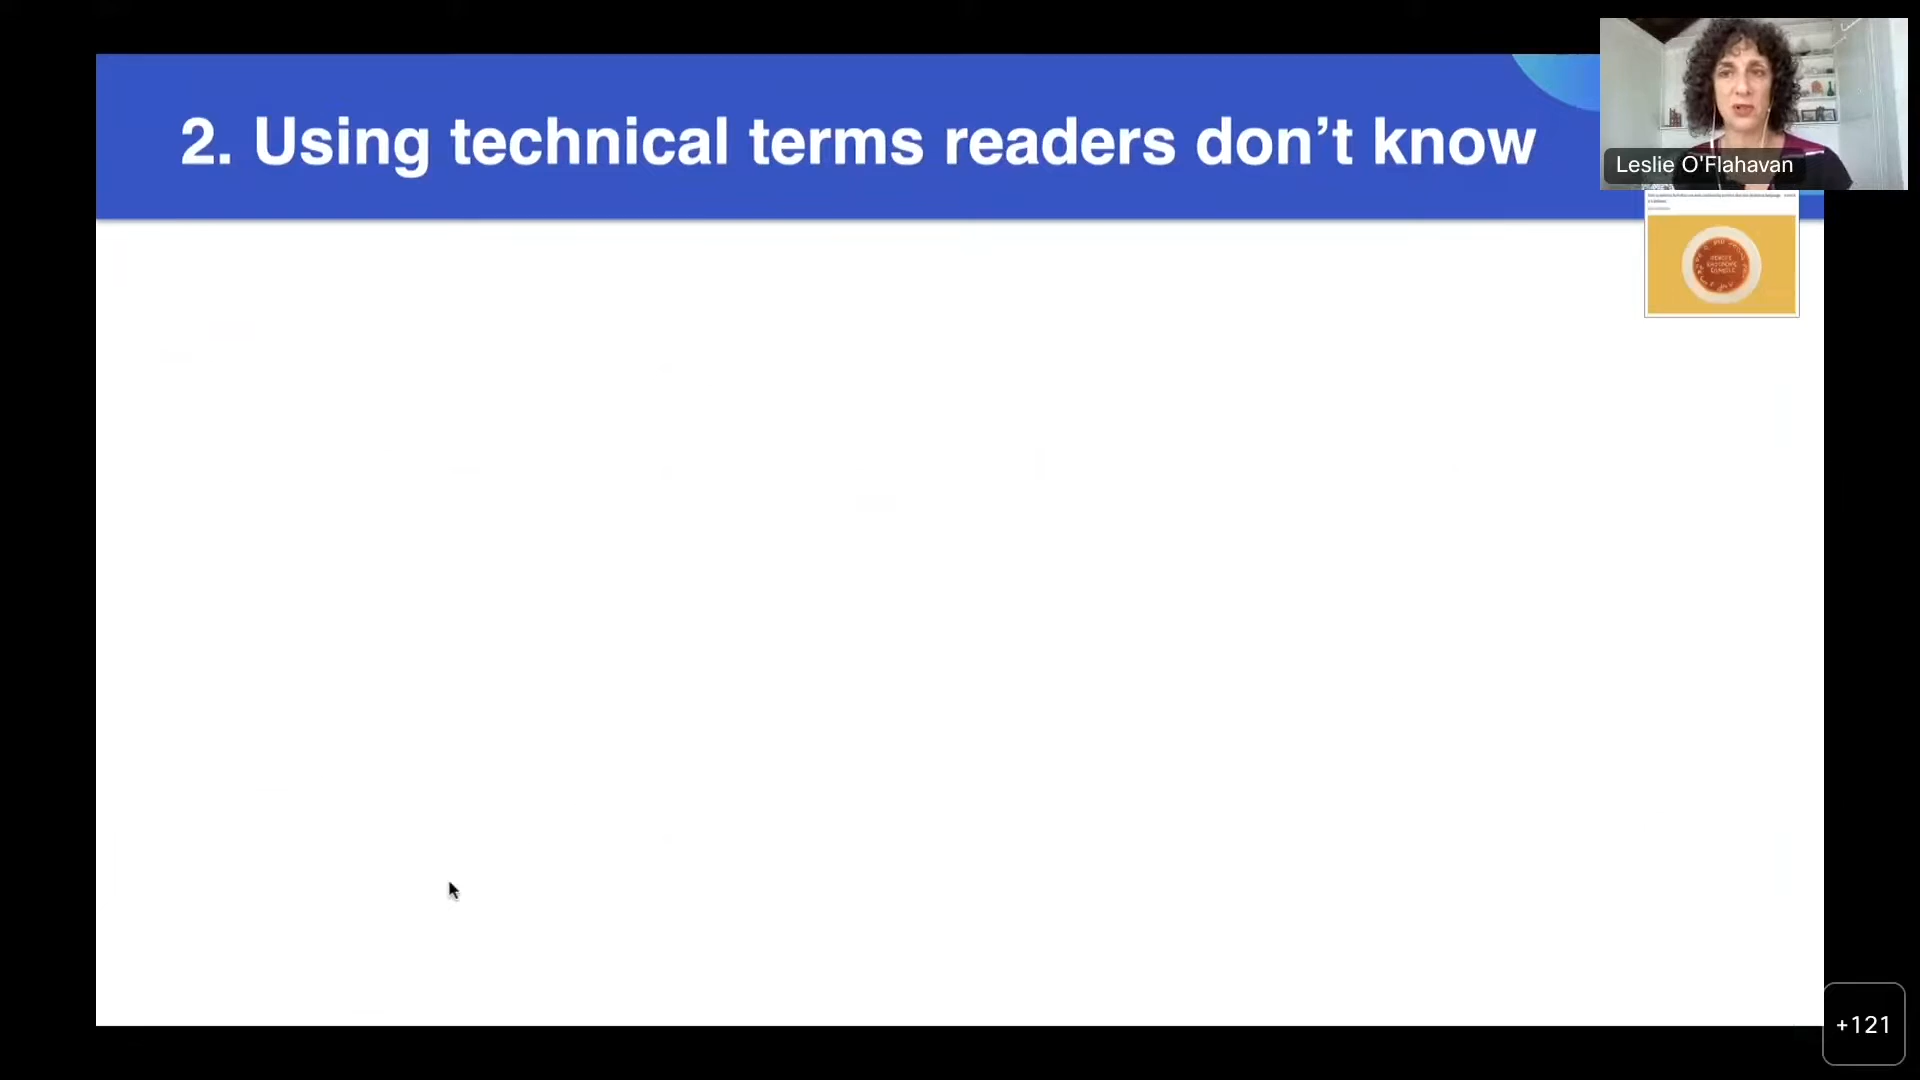 2. Using technical terms readers don’t know
Leslie O'Flahavan
+121